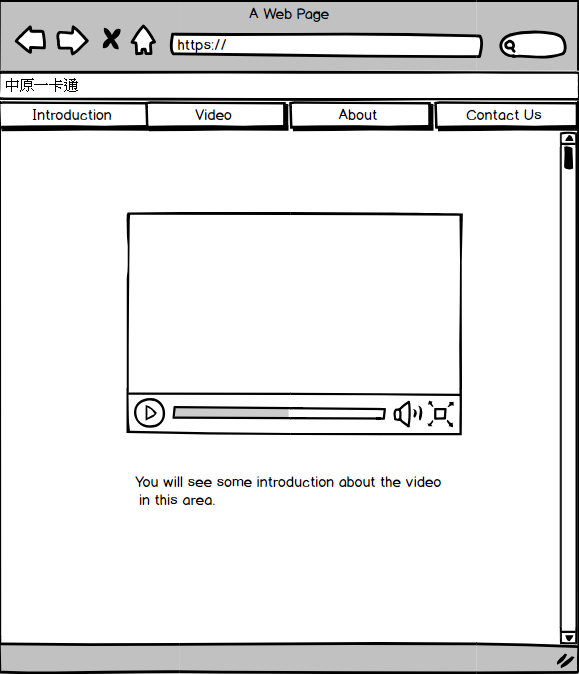 A Web Page
https://
中原一卡通
Introduction
Video
About
Contact Us
You will see some introduction about the video
in this area.